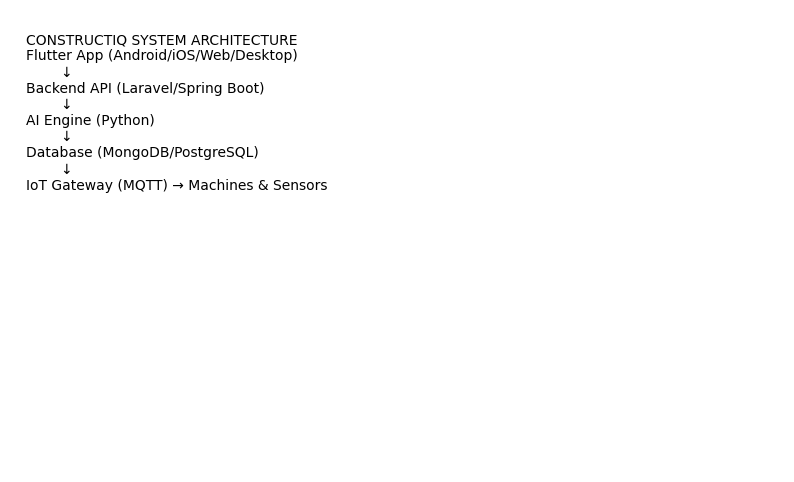 CONSTRUCTIQ SYSTEM ARCHITECTURE
Flutter App (Android/iOS/Web/Desktop)
↓
Backend API (Laravel/Spring Boot)
↓
AI Engine (Python)
↓
Database (MongoDB/PostgreSQL)
↓
IoT Gateway (MQTT) → Machines & Sensors